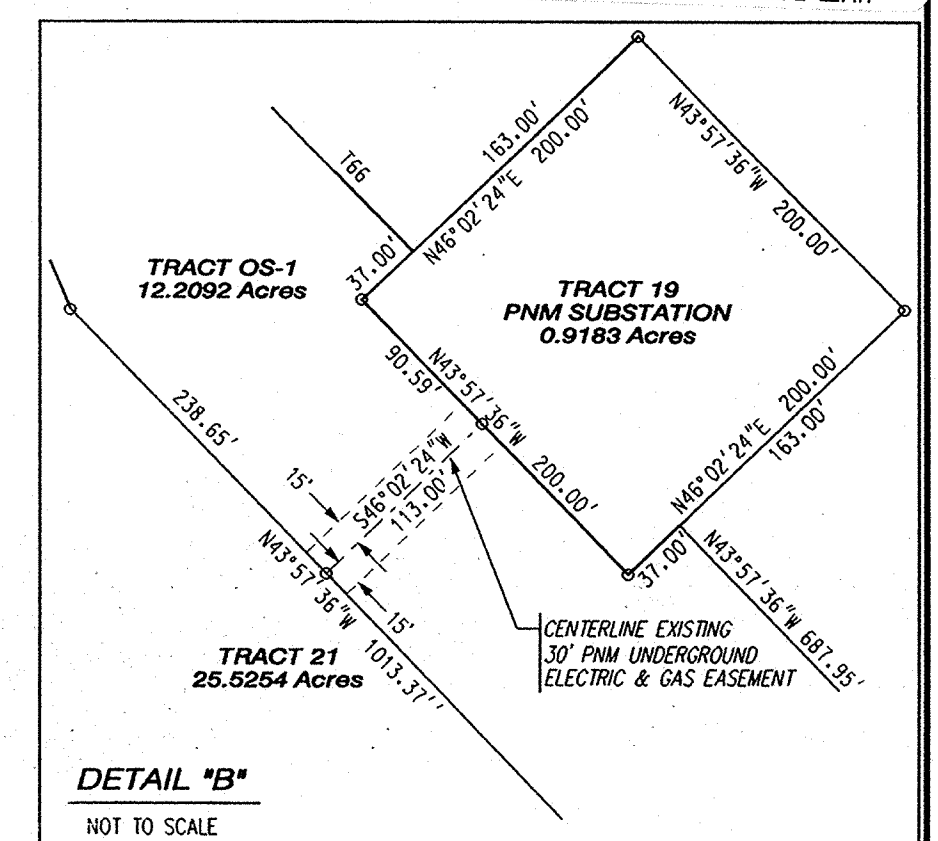 163.00'
N46°02'24"E 200.00'
N43°57'36"W 200.00'
T66
37.00'
TRACT OS-1
12.2092 Acres
TRACT 19
PNM SUBSTATION
0.9183 Acres
90.59'
N43°57'36"W 200.00'
238.65'
15'
S46°02'24"W
113.00'
N46°02'24"E 200.00'
163.00'
37.00'
N43°57'36"W 687.95'
N43°57'36"W 1013.37''
15'
CENTERLINE EXISTING
30' PNM UNDERGROUND
ELECTRIC & GAS EASEMENT
TRACT 21
25.5254 Acres
DETAIL "B"
NOT TO SCALE